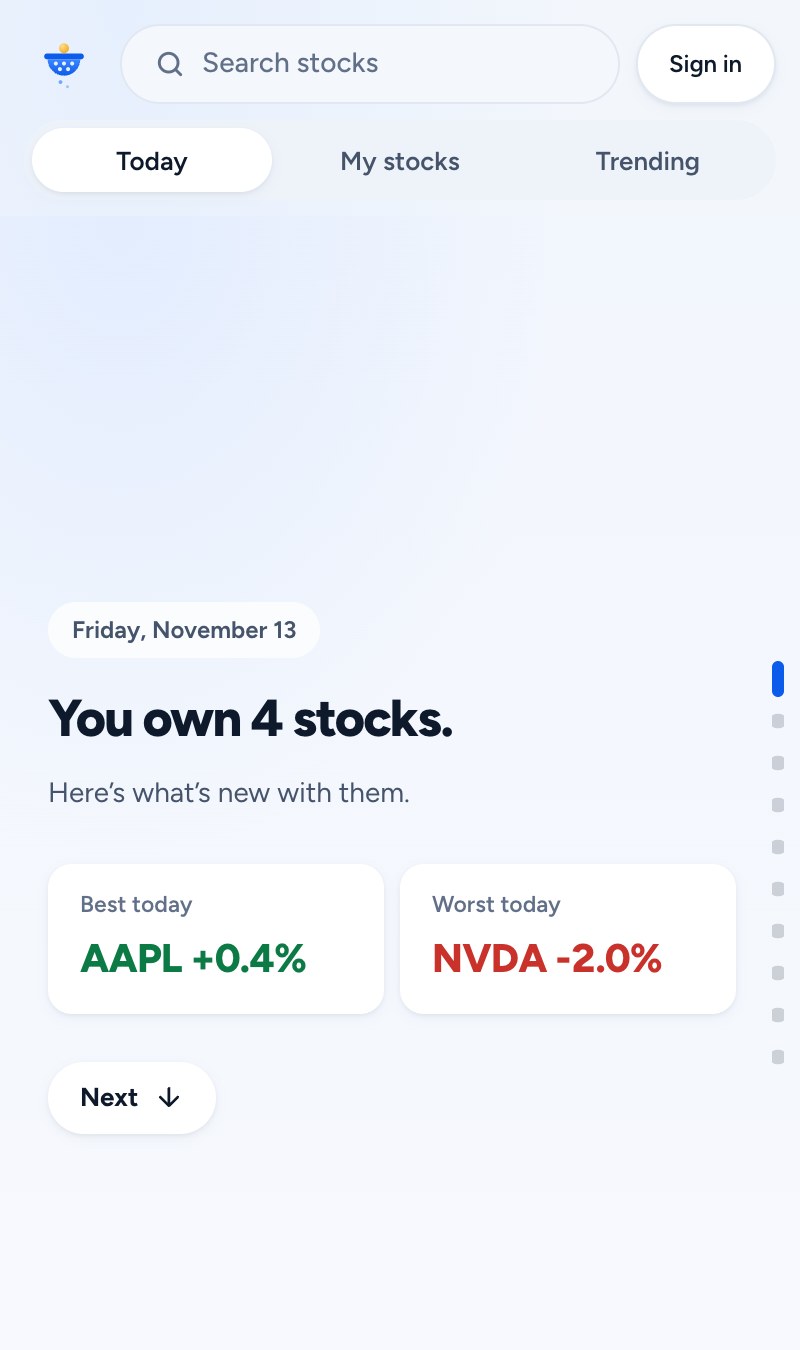 Search stocks
Sign in
Today
My stocks
Trending
Friday, November 13
You own 4 stocks.
Here’s what’s new with them.
Best today
AAPL +0.4%
Worst today
NVDA -2.0%
Next